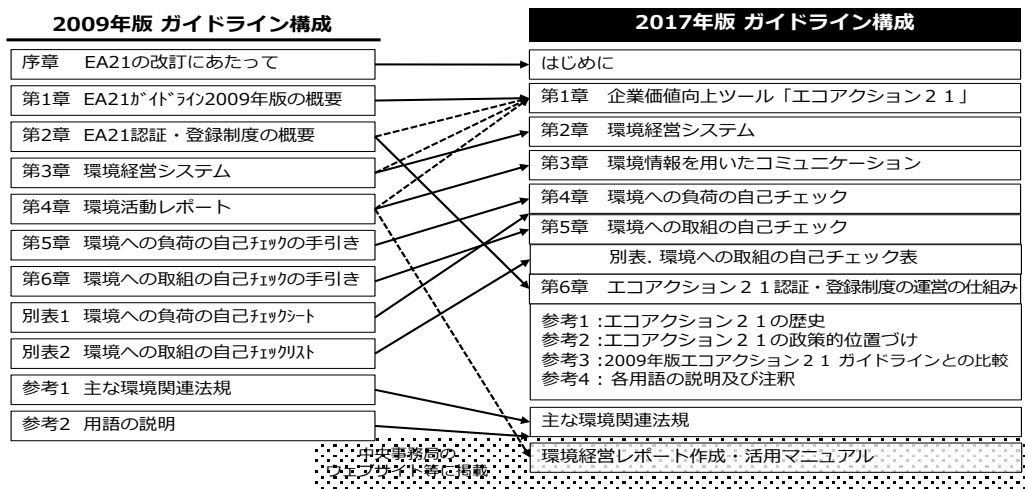 2009年版 ガイドライン構成
序章 EA21の改訂にあたって
第1章 EA21ｶﾞｲﾄﾞﾗｲﾝ2009年版の概要
第2章 EA21認証・登録制度の概要
第3章 環境経営システム
第4章 環境活動レポート
第5章 環境への負荷の自己ﾁｪｯｸの手引き
第6章 環境への取組の自己ﾁｪｯｸの手引き
別表1 環境への負荷の自己ﾁｪｯｸｼｰﾄ
別表2 環境への取組の自己ﾁｪｯｸﾘｽﾄ
参考1 主な環境関連法規
参考2 用語の説明
2017年版 ガイドライン構成
はじめに
第1章 企業価値向上ツール「エコアクション２１」
第2章 環境経営システム
第3章 環境情報を用いたコミュニケーション
第4章 環境への負荷の自己チェック
第5章 環境への取組の自己チェック
別表. 環境への取組の自己チェック表
第6章 エコアクション２１認証・登録制度の運営の仕組み
参考1：エコアクション２１の歴史
参考2：エコアクション２１の政策的位置づけ
参考3：2009年版エコアクション２１ ガイドラインとの比較
参考4：各用語の説明及び注釈
主な環境関連法規
中央事務局の
ウェブサイト等に掲載
環境経営レポート作成・活用マニュアル